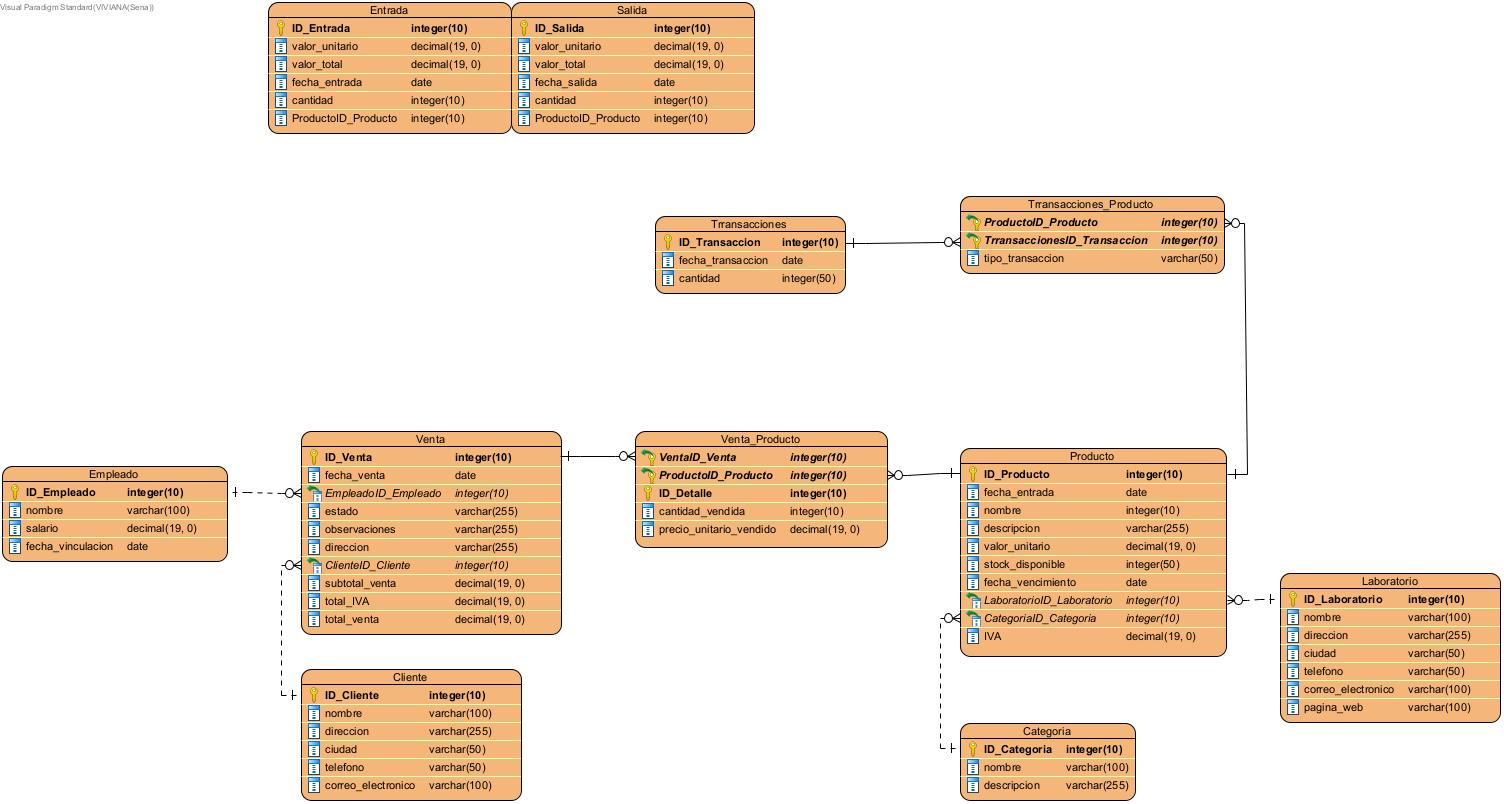 Visual Paradigm Standard(VIVIANA(Sena))
Entrada
ID_Entrada integer(10)
valor_unitario decimal(19, 0)
valor_total decimal(19, 0)
fecha_entrada date
cantidad integer(10)
ProductoID_Producto integer(10)
Salida
ID_Salida integer(10)
valor_unitario decimal(19, 0)
valor_total decimal(19, 0)
fecha_salida date
cantidad integer(10)
ProductoID_Producto integer(10)
Trransacciones
ID_Transaccion integer(10)
fecha_transaccion date
cantidad integer(50)
Trransacciones_Producto
ProductoID_Producto integer(10)
TrransaccionesID_Transaccion integer(10)
tipo_transaccion varchar(50)
Empleado
ID_Empleado integer(10)
nombre varchar(100)
salario decimal(19, 0)
fecha_vinculacion date
Venta
ID_Venta integer(10)
fecha_venta date
EmpleadoID_Empleado integer(10)
estado varchar(255)
observaciones varchar(255)
direccion varchar(255)
ClienteID_Cliente integer(10)
subtotal_venta decimal(19, 0)
total_IVA decimal(19, 0)
total_venta decimal(19, 0)
Venta_Producto
VentaID_Venta integer(10)
ProductoID_Producto integer(10)
ID_Detalle integer(10)
cantidad_vendida integer(10)
precio_unitario_vendido decimal(19, 0)
Producto
ID_Producto integer(10)
fecha_entrada date
nombre integer(10)
descripcion varchar(255)
valor_unitario decimal(19, 0)
stock_disponible integer(50)
fecha_vencimiento date
LaboratorioID_Laboratorio integer(10)
CategoriaID_Categoria integer(10)
IVA decimal(19, 0)
Laboratorio
ID_Laboratorio integer(10)
nombre varchar(100)
direccion varchar(255)
ciudad varchar(50)
telefono varchar(50)
correo_electronico varchar(100)
pagina_web varchar(100)
Cliente
ID_Cliente integer(10)
nombre varchar(100)
direccion varchar(255)
ciudad varchar(50)
telefono varchar(50)
correo_electronico varchar(100)
Categoria
ID_Categoria integer(10)
nombre varchar(100)
descripcion varchar(255)